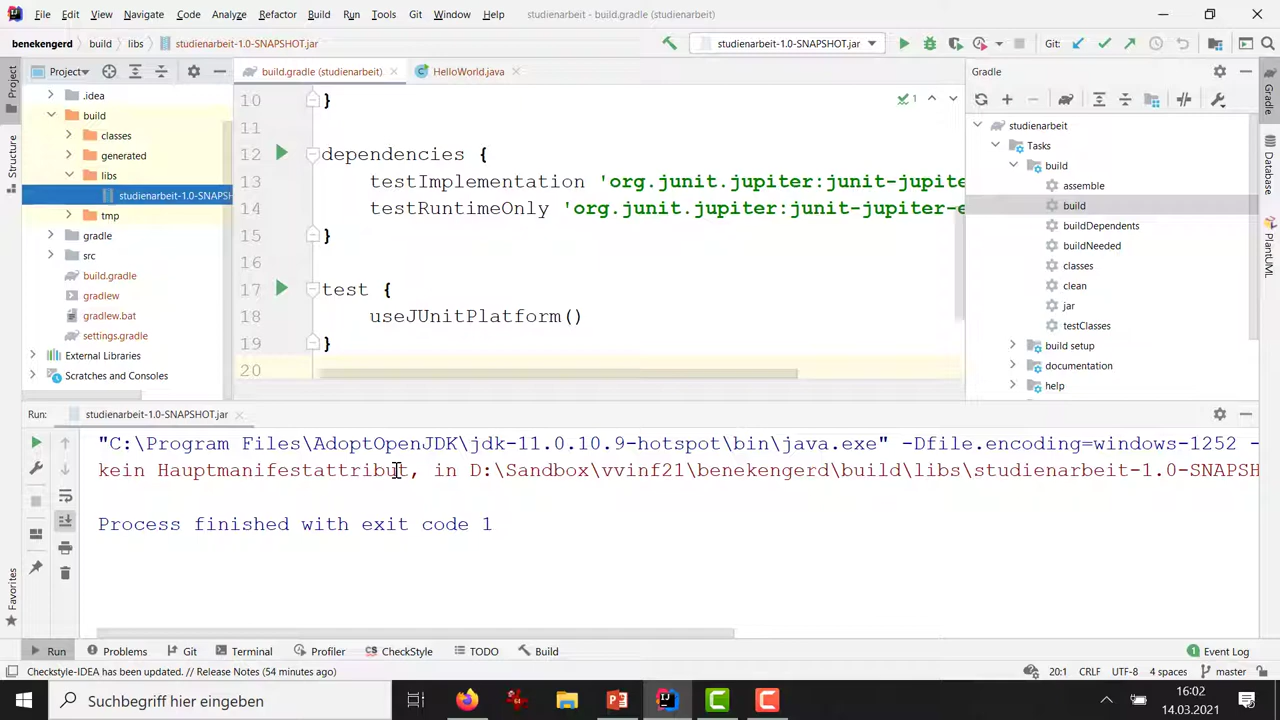 File Edit View Navigate Code Analyze Refactor Build Run Tools Git Window Help studienarbeit - build.gradle (studienarbeit)
benekengerd build libs studienarbeit-1.0-SNAPSHOT.jar studienarbeit-1.0-SNAPSHOT.jar Git:
Project
Structure
Favorites
Project
.idea
build
classes
generated
libs
studienarbeit-1.0-SNAPSH
tmp
gradle
src
build.gradle
gradlew
gradlew.bat
settings.gradle
External Libraries
Scratches and Consoles
build.gradle (studienarbeit) HelloWorld.java
1
10 }
11
12 dependencies {
13 testImplementation 'org.junit.jupiter:junit-jupite
14 testRuntimeOnly 'org.junit.jupiter:junit-jupiter-e
15 }
16
17 test {
18 useJUnitPlatform()
19 }
20
Gradle
studienarbeit
Tasks
build
assemble
build
buildDependents
buildNeeded
classes
clean
jar
testClasses
build setup
documentation
help
Gradle
Database
PlantUML
Run: studienarbeit-1.0-SNAPSHOT.jar
"C:\Program Files\AdoptOpenJDK\jdk-11.0.10.9-hotspot\bin\java.exe" -Dfile.encoding=windows-1252 -
kein Hauptmanifestattribut, in D:\Sandbox\vvinf21\benekengerd\build\libs\studienarbeit-1.0-SNAPSH
Process finished with exit code 1
Run Problems Git Terminal Profiler CheckStyle TODO Build 1 Event Log
Checkstyle-IDEA has been updated. // Release Notes (54 minutes ago) 20:1 CRLF UTF-8 4 spaces master
Suchbegriff hier eingeben
16:02
14.03.2021